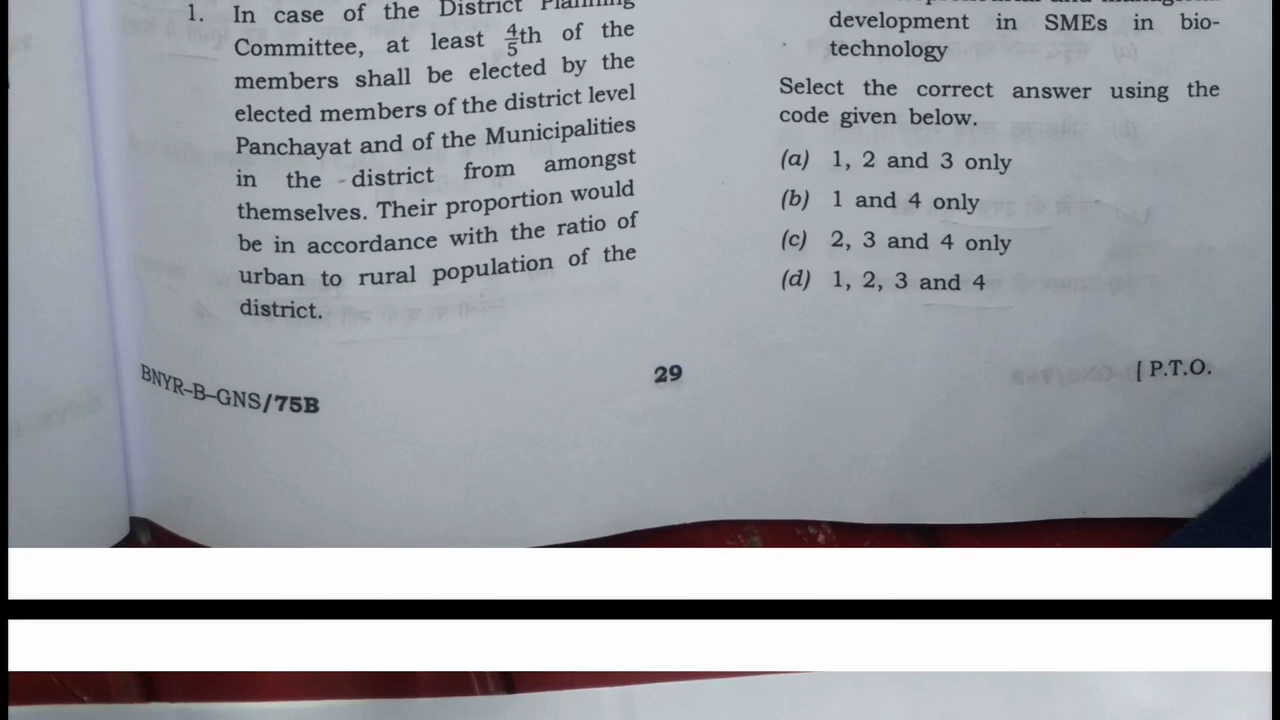 1. In case of the District Planning
Committee, at least 4/5th of the
members shall be elected by the
elected members of the district level
Panchayat and of the Municipalities
in the district from amongst
themselves. Their proportion would
be in accordance with the ratio of
urban to rural population of the
district.
development in SMEs in bio-
technology
Select the correct answer using the
code given below.
(a) 1, 2 and 3 only
(b) 1 and 4 only
(c) 2, 3 and 4 only
(d) 1, 2, 3 and 4
BNYR–B–GNS/75B
29
[ P.T.O.